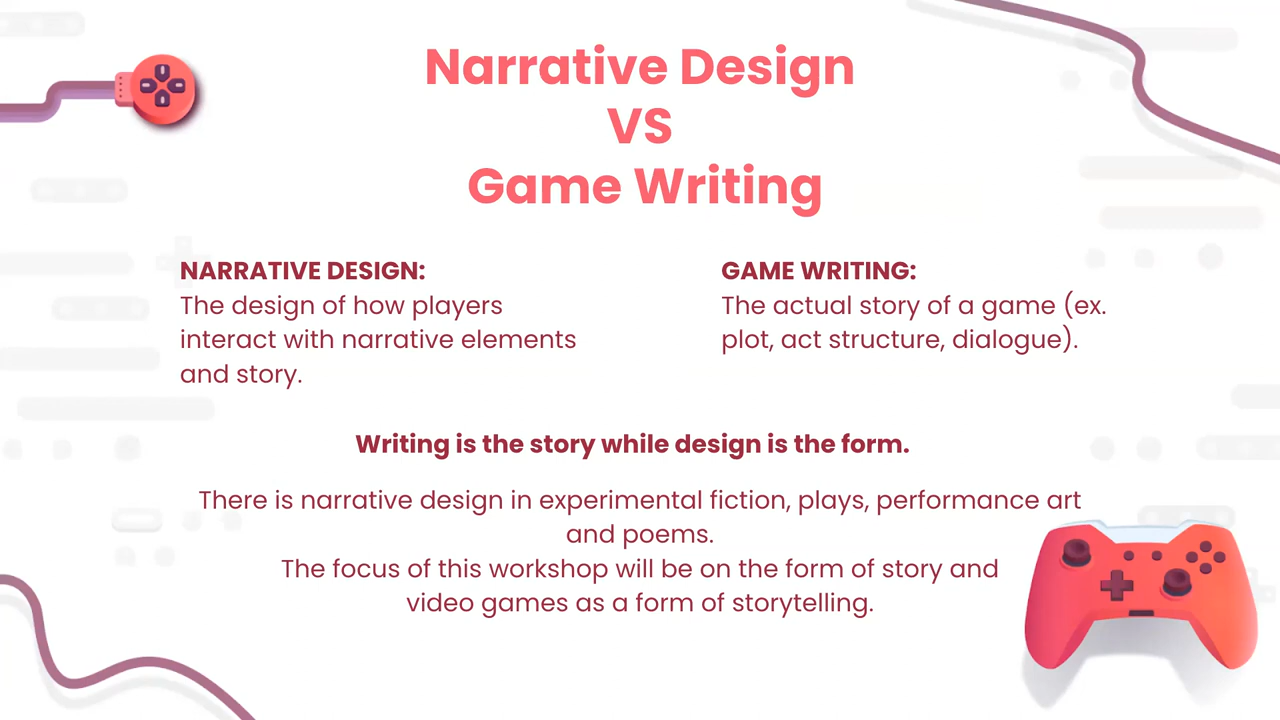 Narrative Design
VS
Game Writing
NARRATIVE DESIGN:
The design of how players
interact with narrative elements
and story.
GAME WRITING:
The actual story of a game (ex.
plot, act structure, dialogue).
Writing is the story while design is the form.
There is narrative design in experimental fiction, plays, performance art
and poems.
The focus of this workshop will be on the form of story and
video games as a form of storytelling.